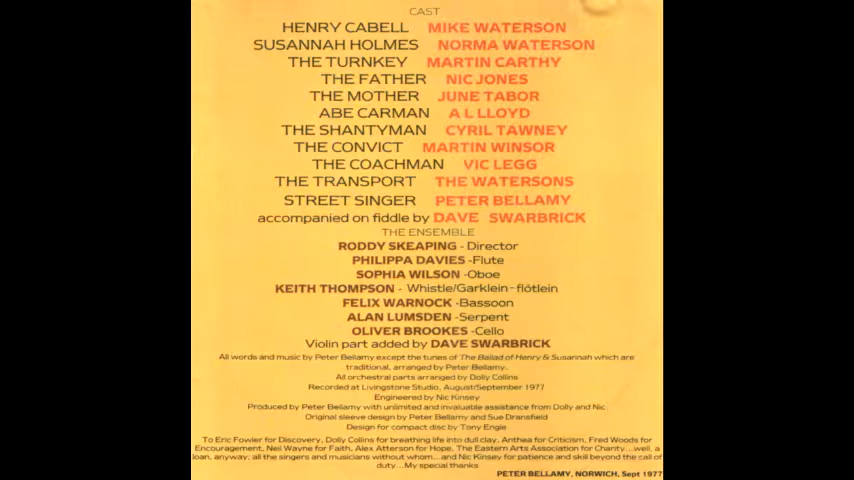 CAST
HENRY CABELL MIKE WATERSON
SUSANNAH HOLMES NORMA WATERSON
THE TURNKEY MARTIN CARTHY
THE FATHER NIC JONES
THE MOTHER JUNE TABOR
ABE CARMAN A L LLOYD
THE SHANTYMAN CYRIL TAWNEY
THE CONVICT MARTIN WINSOR
THE COACHMAN VIC LEGG
THE TRANSPORT THE WATERSONS
STREET SINGER PETER BELLAMY
accompanied on fiddle by DAVE SWARBRICK
THE ENSEMBLE
RODDY SKEAPING - Director
PHILIPPA DAVIES -Flute
SOPHIA WILSON -Oboe
KEITH THOMPSON - Whistle/Garklein-flötlein
FELIX WARNOCK -Bassoon
ALAN LUMSDEN -Serpent
OLIVER BROOKES -Cello
Violin part added by DAVE SWARBRICK
All words and music by Peter Bellamy except the tunes of The Ballad of Henry & Susannah which are
traditional, arranged by Peter Bellamy.
All orchestral parts arranged by Dolly Collins
Recorded at Livingstone Studio, August/September 1977
Engineered by Nic Kinsey
Produced by Peter Bellamy with unlimited and invaluable assistance from Dolly and Nic
Original sleeve design by Peter Bellamy and Sue Dransfield
Design for compact disc by Tony Engle
To Eric Fowler for Discovery, Dolly Collins for breathing life into dull clay, Anthea for Criticism, Fred Woods for
Encouragement, Neil Wayne for Faith, Alex Atterson for Hope, The Eastern Arts Association for Charity...well, a
loan, anyway; all the singers and musicians without whom...and Nic Kinsey for patience and skill beyond the call of
duty...My special thanks
PETER BELLAMY, NORWICH, Sept 1977